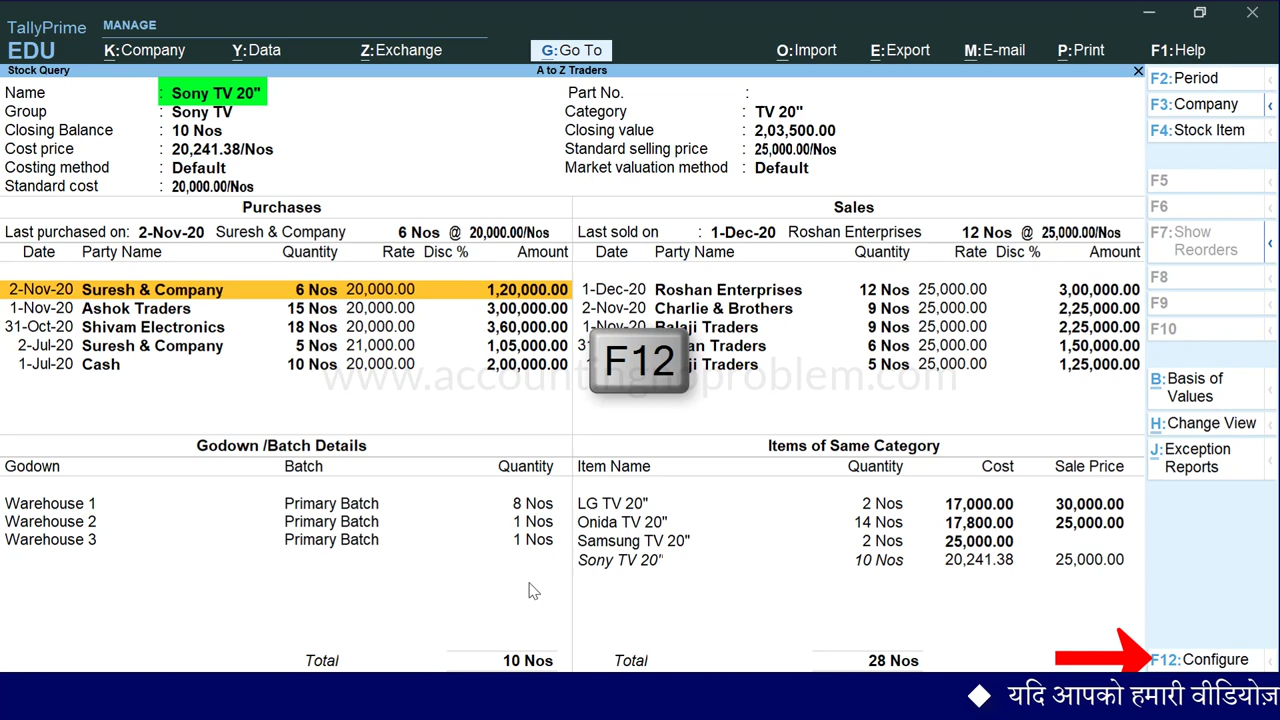 TallyPrime MANAGE
EDU K:Company Y:Data Z:Exchange G:Go To O:Import E:Export M:E-mail P:Print F1:Help
Stock Query A to Z Traders
Name : Sony TV 20" Part No. :
Group : Sony TV Category : TV 20"
Closing Balance : 10 Nos Closing value : 2,03,500.00
Cost price : 20,241.38/Nos Standard selling price : 25,000.00/Nos
Costing method : Default Market valuation method : Default
Standard cost : 20,000.00/Nos
Purchases Sales
Last purchased on: 2-Nov-20 Suresh & Company 6 Nos @ 20,000.00/Nos Last sold on : 1-Dec-20 Roshan Enterprises 12 Nos @ 25,000.00/Nos
Date Party Name Quantity Rate Disc % Amount Date Party Name Quantity Rate Disc % Amount
2-Nov-20 Suresh & Company 6 Nos 20,000.00 1,20,000.00 1-Dec-20 Roshan Enterprises 12 Nos 25,000.00 3,00,000.00
1-Nov-20 Ashok Traders 15 Nos 20,000.00 3,00,000.00 2-Nov-20 Charlie & Brothers 9 Nos 25,000.00 2,25,000.00
31-Oct-20 Shivam Electronics 18 Nos 20,000.00 3,60,000.00 1-Nov-20 Balaji Traders 9 Nos 25,000.00 2,25,000.00
2-Jul-20 Suresh & Company 5 Nos 21,000.00 1,05,000.00 Traders 6 Nos 25,000.00 1,50,000.00
1-Jul-20 Cash 10 Nos 20,000.00 2,00,000.00 Traders 5 Nos 25,000.00 1,25,000.00
F12
Godown /Batch Details Items of Same Category
Godown Batch Quantity Item Name Quantity Cost Sale Price
Warehouse 1 Primary Batch 8 Nos LG TV 20" 2 Nos 17,000.00 30,000.00
Warehouse 2 Primary Batch 1 Nos Onida TV 20" 14 Nos 17,800.00 25,000.00
Warehouse 3 Primary Batch 1 Nos Samsung TV 20" 2 Nos 25,000.00
Sony TV 20" 10 Nos 20,241.38 25,000.00
Total 10 Nos Total 28 Nos
F2:Period
F3:Company
F4:Stock Item
F5
F6
F7:Show
Reorders
F8
F9
F10
B:Basis of
Values
H:Change View
J:Exception
Reports
F12:Configure
◆ यदि आपको हमारी वीडियोज़